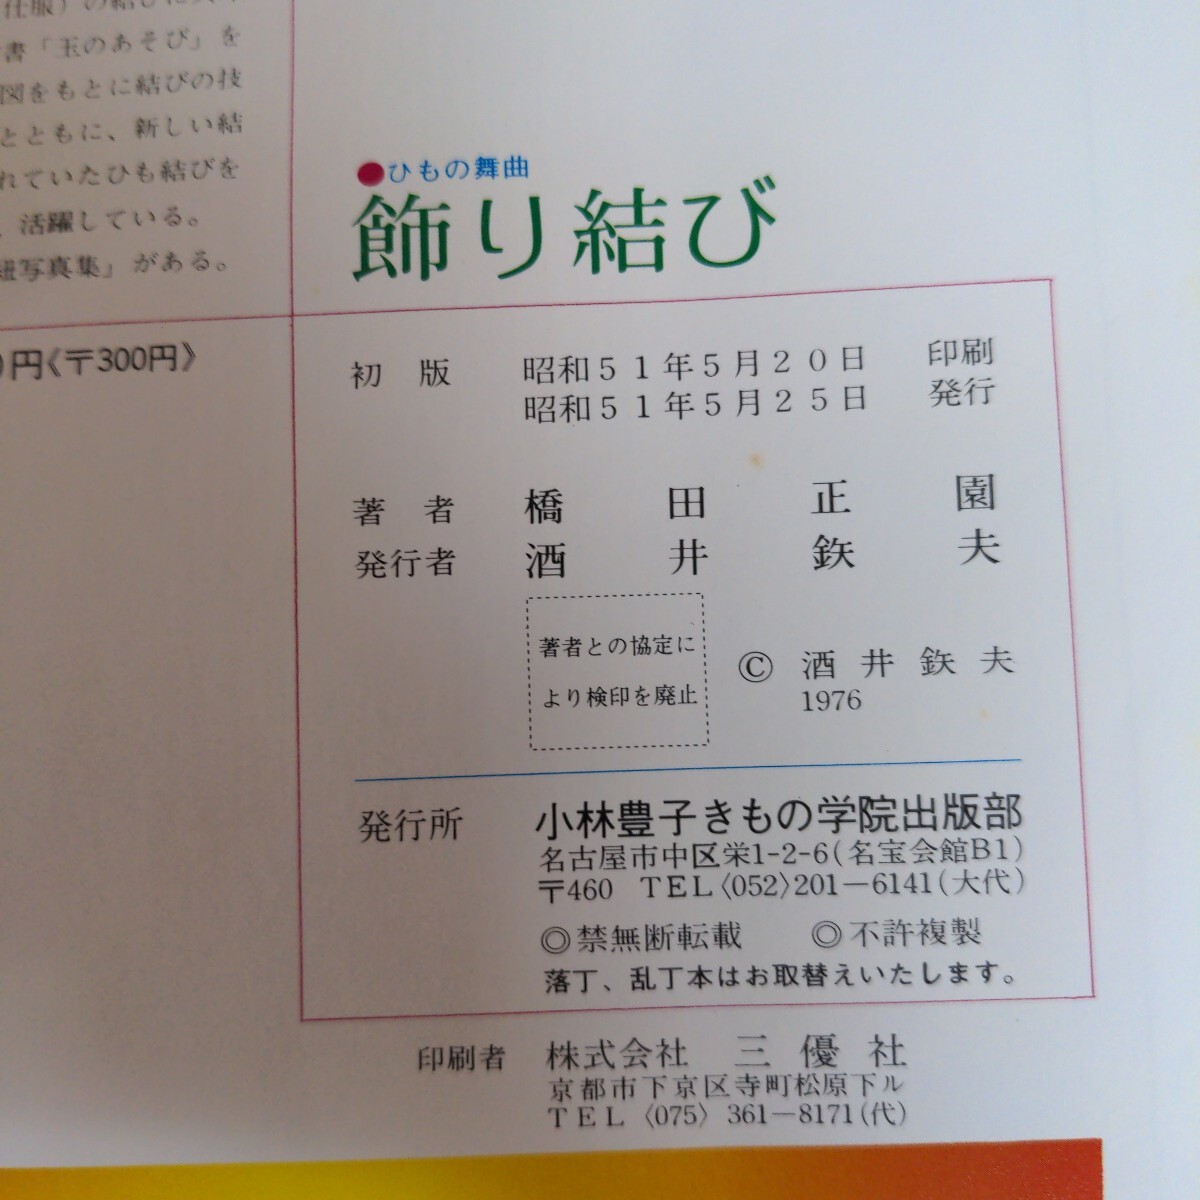 仕服）の結びに
書「玉のあそび」を
図をもとに結びの技
とともに、新しい結
れていたひも結びを
、活躍している。
紐写真集」がある。
円《〒300円》
●ひもの舞曲
飾り結び
初版 昭和51年5月20日 印刷
昭和51年5月25日 発行
著者 橋田正園
発行者 酒井鉃夫
著者との協定に
より検印を廃止
© 酒井鉃夫
1976
発行所 小林豊子きもの学院出版部
名古屋市中区栄1-2-6(名宝会館B1)
〒460 TEL〈052〉201－6141(大代)
◎禁無断転載 ◎不許複製
落丁、乱丁本はお取替えいたします。
印刷者 株式会社 三優社
京都市下京区寺町松原下ル
TEL〈075〉361－8171(代)